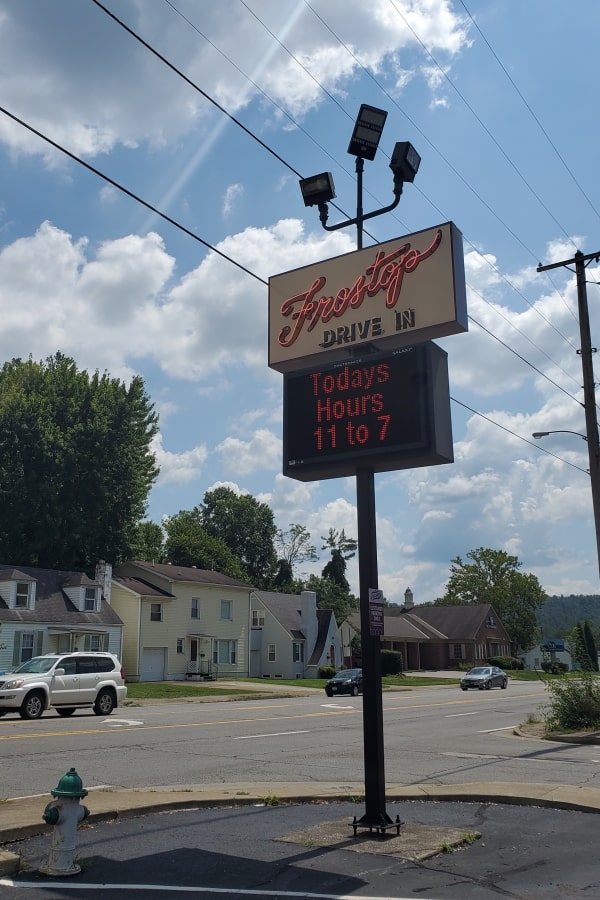 Frostop
DRIVE IN
Todays
Hours
11 to 7